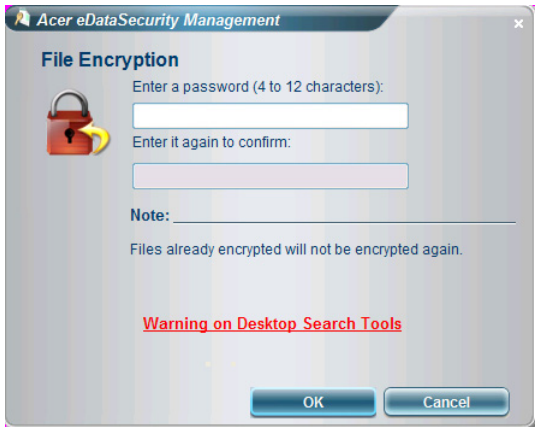 Acer eDataSecurity Management
File Encryption
Enter a password (4 to 12 characters):
Enter it again to confirm:
Note:
Files already encrypted will not be encrypted again.
Warning on Desktop Search Tools
OK
Cancel